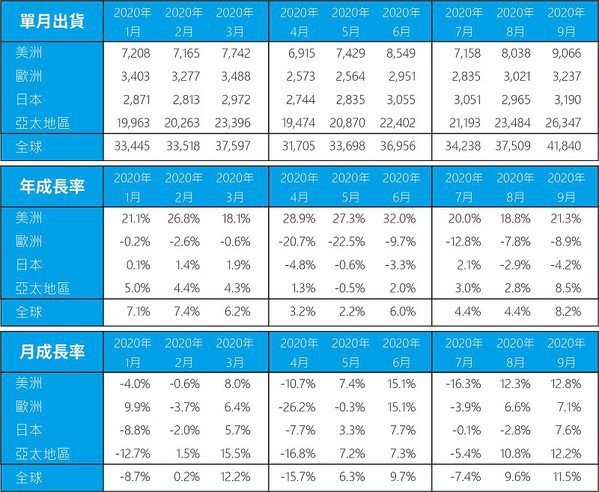 單月出貨 2020年 2020年 2020年 2020年 2020年 2020年 2020年 2020年 2020年
1月 2月 3月 4月 5月 6月 7月 8月 9月
美洲 7,208 7,165 7,742 6,915 7,429 8,549 7,158 8,038 9,066
歐洲 3,403 3,277 3,488 2,573 2,564 2,951 2,835 3,021 3,237
日本 2,871 2,813 2,972 2,744 2,835 3,055 3,051 2,965 3,190
亞太地區 19,963 20,263 23,396 19,474 20,870 22,402 21,193 23,484 26,347
全球 33,445 33,518 37,597 31,705 33,698 36,956 34,238 37,509 41,840
年成長率 2020年 2020年 2020年 2020年 2020年 2020年 2020年 2020年 2020年
1月 2月 3月 4月 5月 6月 7月 8月 9月
美洲 21.1% 26.8% 18.1% 28.9% 27.3% 32.0% 20.0% 18.8% 21.3%
歐洲 -0.2% -2.6% -0.6% -20.7% -22.5% -9.7% -12.8% -7.8% -8.9%
日本 0.1% 1.4% 1.9% -4.8% -0.6% -3.3% 2.1% -2.9% -4.2%
亞太地區 5.0% 4.4% 4.3% 1.3% -0.5% 2.0% 3.0% 2.8% 8.5%
全球 7.1% 7.4% 6.2% 3.2% 2.2% 6.0% 4.4% 4.4% 8.2%
月成長率 2020年 2020年 2020年 2020年 2020年 2020年 2020年 2020年 2020年
1月 2月 3月 4月 5月 6月 7月 8月 9月
美洲 -4.0% -0.6% 8.0% -10.7% 7.4% 15.1% -16.3% 12.3% 12.8%
歐洲 9.9% -3.7% 6.4% -26.2% -0.3% 15.1% -3.9% 6.6% 7.1%
日本 -8.8% -2.0% 5.7% -7.7% 3.3% 7.7% -0.1% -2.8% 7.6%
亞太地區 -12.7% 1.5% 15.5% -16.8% 7.2% 7.3% -5.4% 10.8% 12.2%
全球 -8.7% 0.2% 12.2% -15.7% 6.3% 9.7% -7.4% 9.6% 11.5%